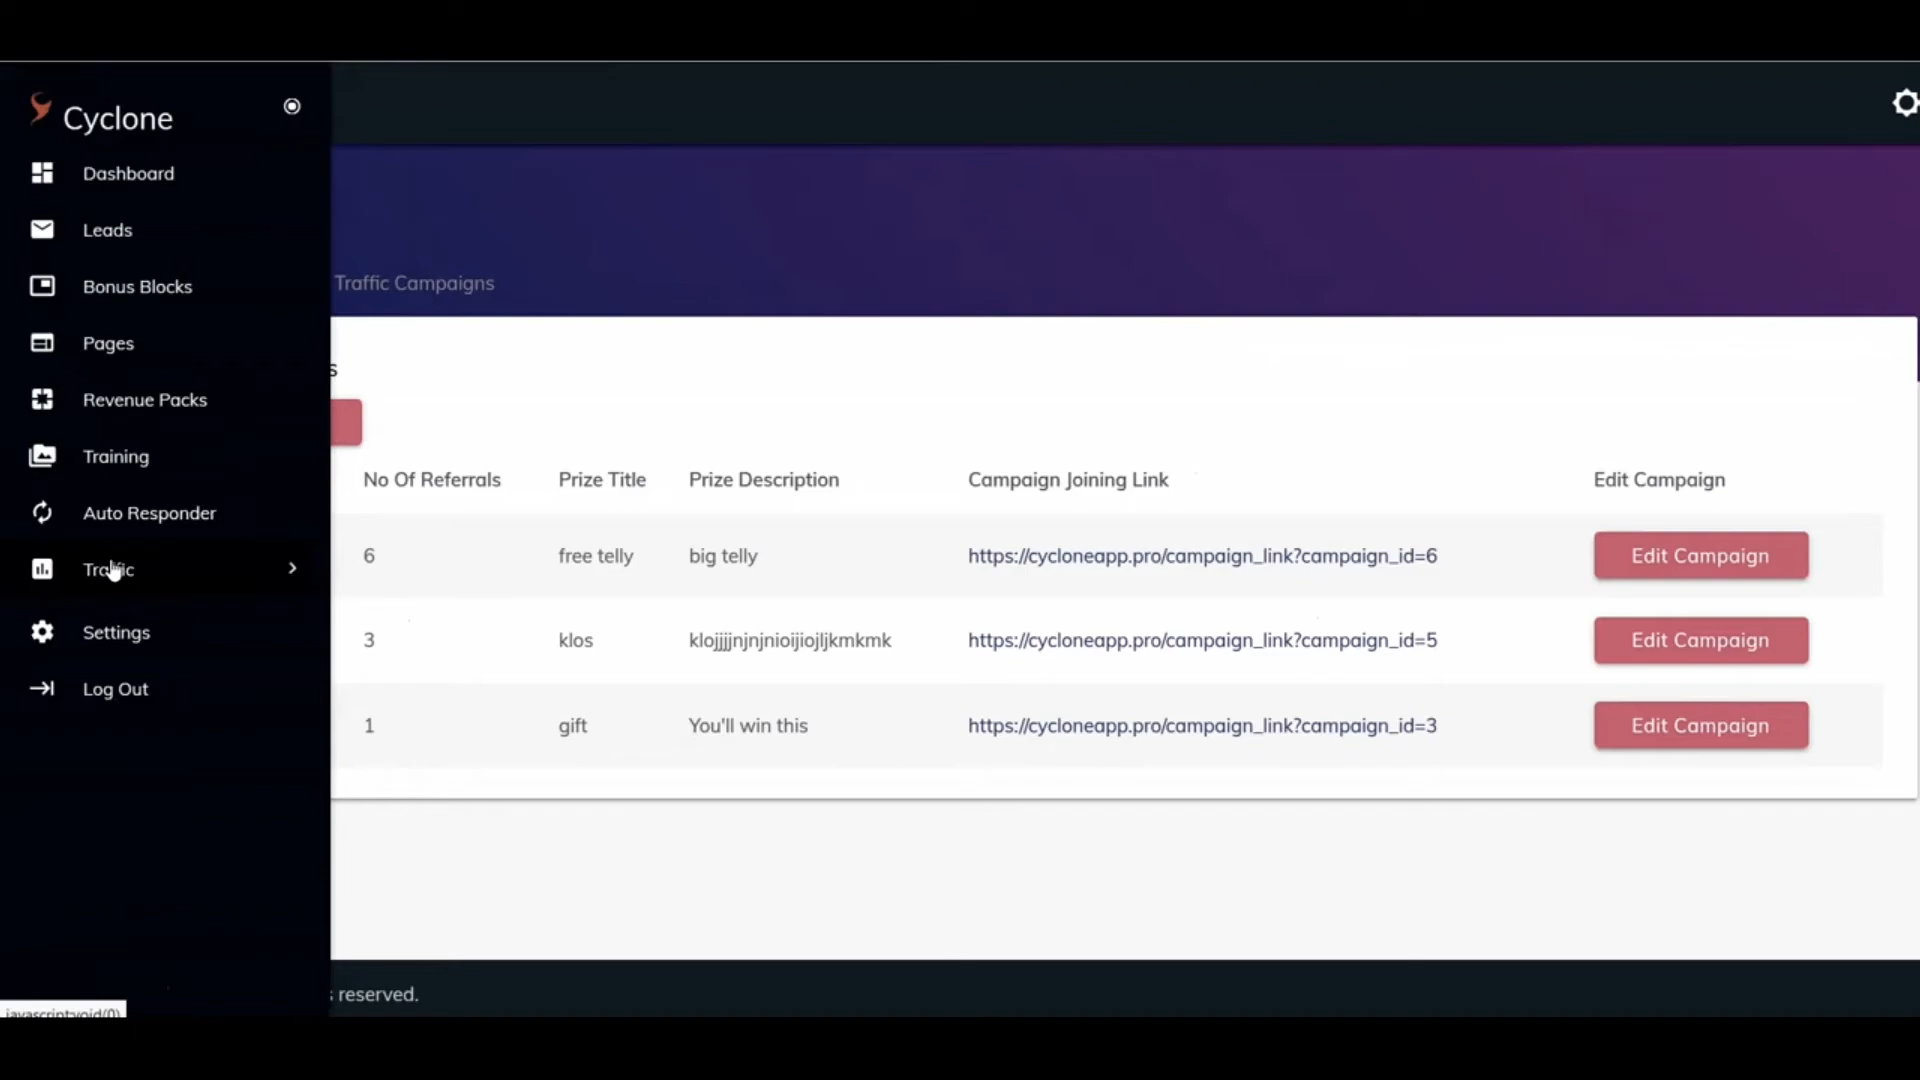 Cyclone
Dashboard
Leads
Bonus Blocks
Pages
Revenue Packs
Training
Auto Responder
Traffic
Settings
Log Out
Traffic Campaigns
s
No Of Referrals Prize Title Prize Description Campaign Joining Link Edit Campaign
6 free telly big telly https://cycloneapp.pro/campaign_link?campaign_id=6 Edit Campaign
3 klos klojjjjnjnjnioijiojljkmkmk https://cycloneapp.pro/campaign_link?campaign_id=5 Edit Campaign
1 gift You'll win this https://cycloneapp.pro/campaign_link?campaign_id=3 Edit Campaign
s reserved.
javascript:void(0)